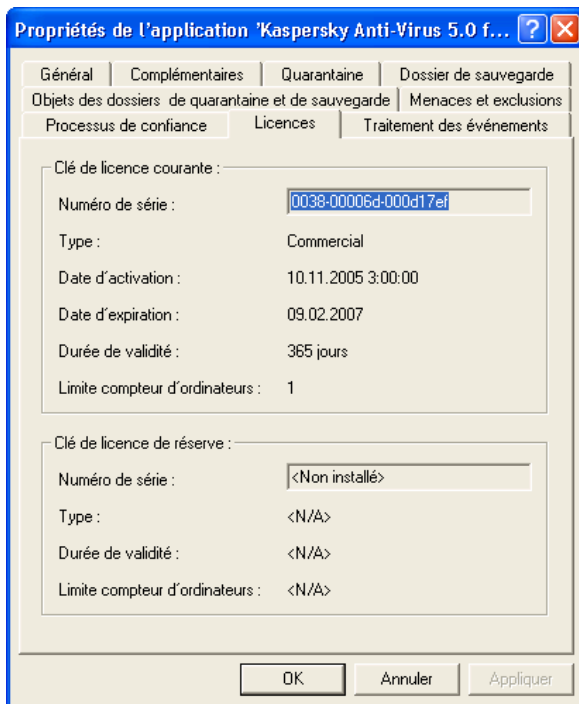 Propriétés de l'application 'Kaspersky Anti-Virus 5.0 f...
Général Complémentaires Quarantaine Dossier de sauvegarde
Objets des dossiers de quarantaine et de sauvegarde Menaces et exclusions
Processus de confiance Licences Traitement des événements
Clé de licence courante :
Numéro de série : 0038-00006d-000d17ef
Type : Commercial
Date d'activation : 10.11.2005 3:00:00
Date d'expiration : 09.02.2007
Durée de validité : 365 jours
Limite compteur d'ordinateurs : 1
Clé de licence de réserve :
Numéro de série : <Non installé>
Type : <N/A>
Durée de validité : <N/A>
Limite compteur d'ordinateurs : <N/A>
OK Annuler Appliquer